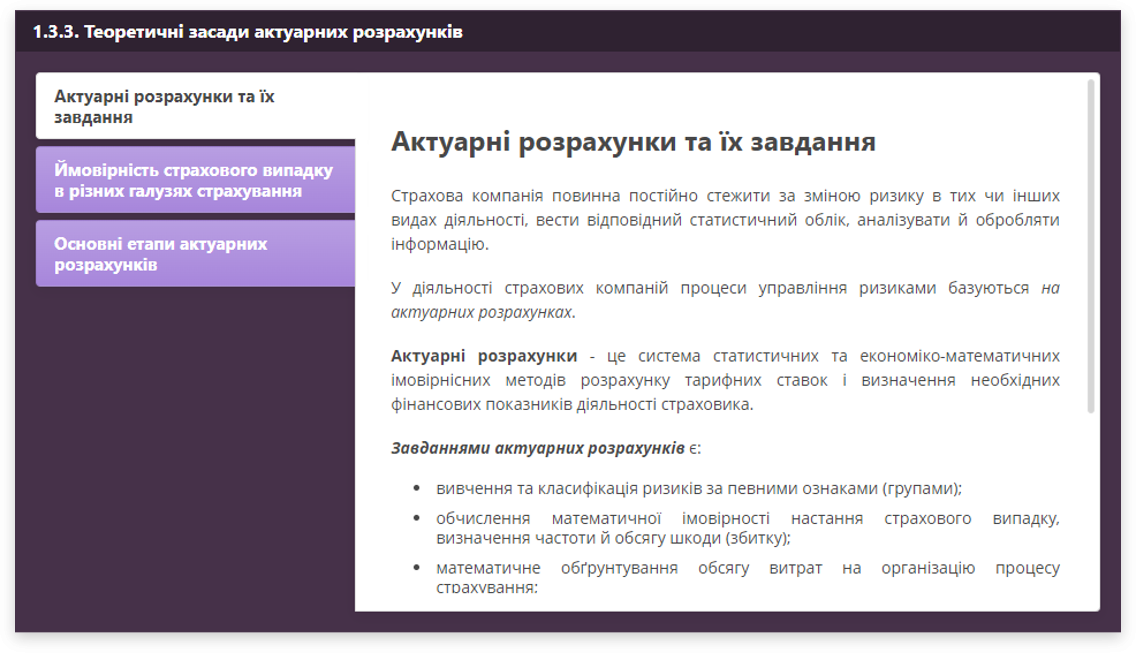 1.3.3. Теоретичні засади актуарних розрахунків
Актуарні розрахунки та їх
завдання
Ймовірність страхового випадку
в різних галузях страхування
Основні етапи актуарних
розрахунків
Актуарні розрахунки та їх завдання
Страхова компанія повинна постійно стежити за зміною ризику в тих чи інших
видах діяльності, вести відповідний статистичний облік, аналізувати й обробляти
інформацію.
У діяльності страхових компаній процеси управління ризиками базуються на
актуарних розрахунках.
Актуарні розрахунки - це система статистичних та економіко-математичних
імовірнісних методів розрахунку тарифних ставок і визначення необхідних
фінансових показників діяльності страховика.
Завданнями актуарних розрахунків є:
• вивчення та класифікація ризиків за певними ознаками (групами);
• обчислення математичної імовірності настання страхового випадку,
визначення частоти й обсягу шкоди (збитку);
• математичне обґрунтування обсягу витрат на організацію процесу
страхування;